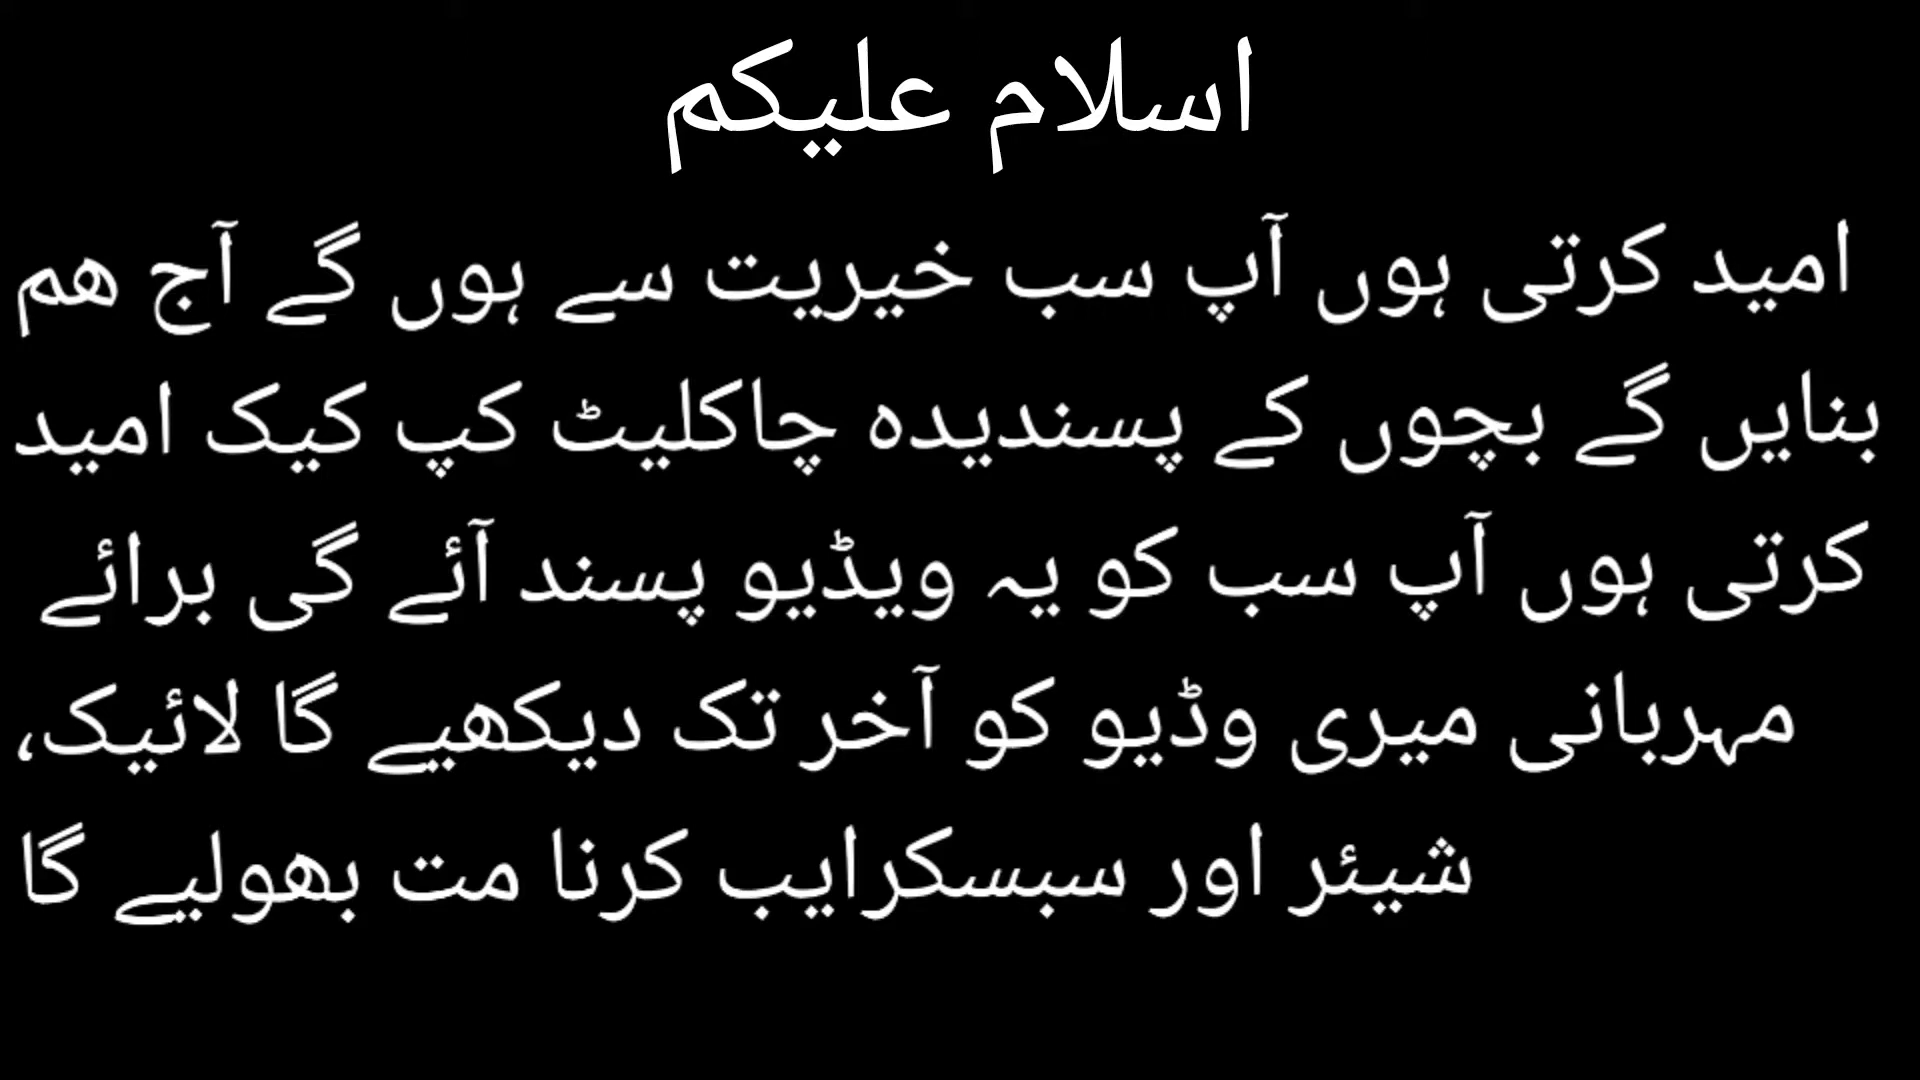 اسلام علیکم
امید کرتی ہوں آپ سب خیریت سے ہوں گے آج ھم
بنایں گے بچوں کے پسندیدہ چاکلیٹ کپ کیک امید
کرتی ہوں آپ سب کو یہ ویڈیو پسند آئے گی برائے
مہربانی میری وڈیو کو آخر تک دیکھیے گا لائیک،
شیئر اور سبسکرایب کرنا مت بھولیے گا